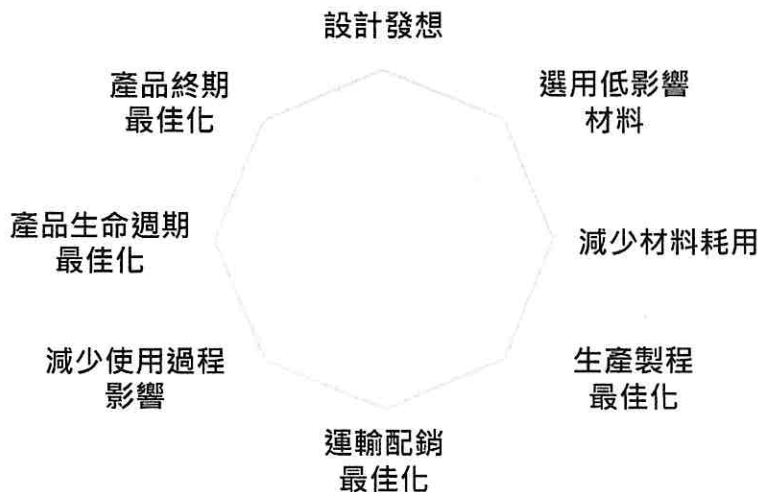 設計發想
選用低影響
材料
減少材料耗用
生產製程
最佳化
運輸配銷
最佳化
減少使用過程
影響
產品生命週期
最佳化
產品終期
最佳化